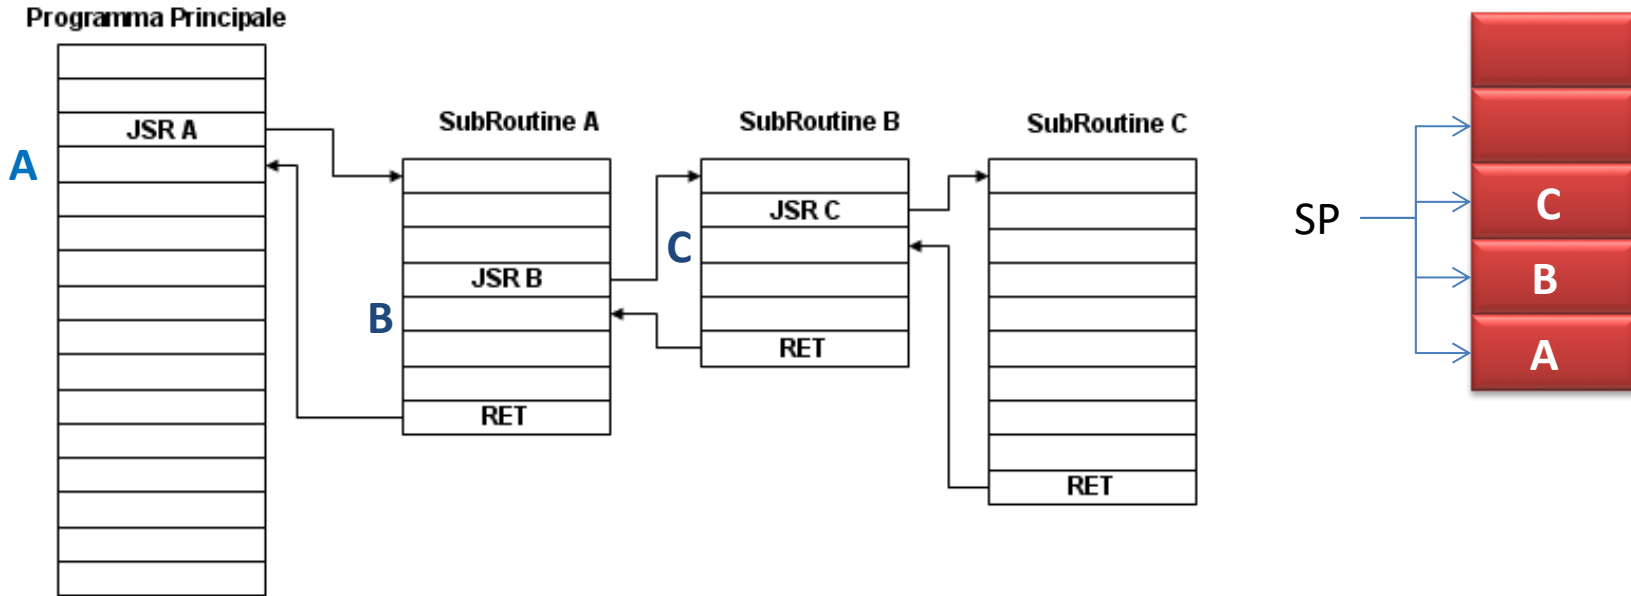 Programma Principale
JSR A
A
SubRoutine A
JSR B
B
RET
SubRoutine B
JSR C
C
RET
SubRoutine C
RET
SP
C
B
A